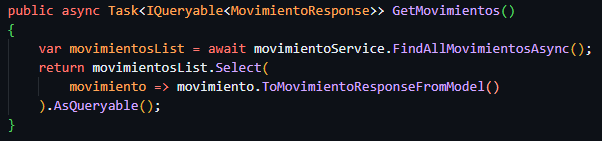 public async Task<IQueryable<MovimientoResponse>> GetMovimientos()
{
    var movimientosList = await movimientoService.FindAllMovimientosAsync();
    return movimientosList.Select(
        movimiento => movimiento.ToMovimientoResponseFromModel()
    ).AsQueryable();
}